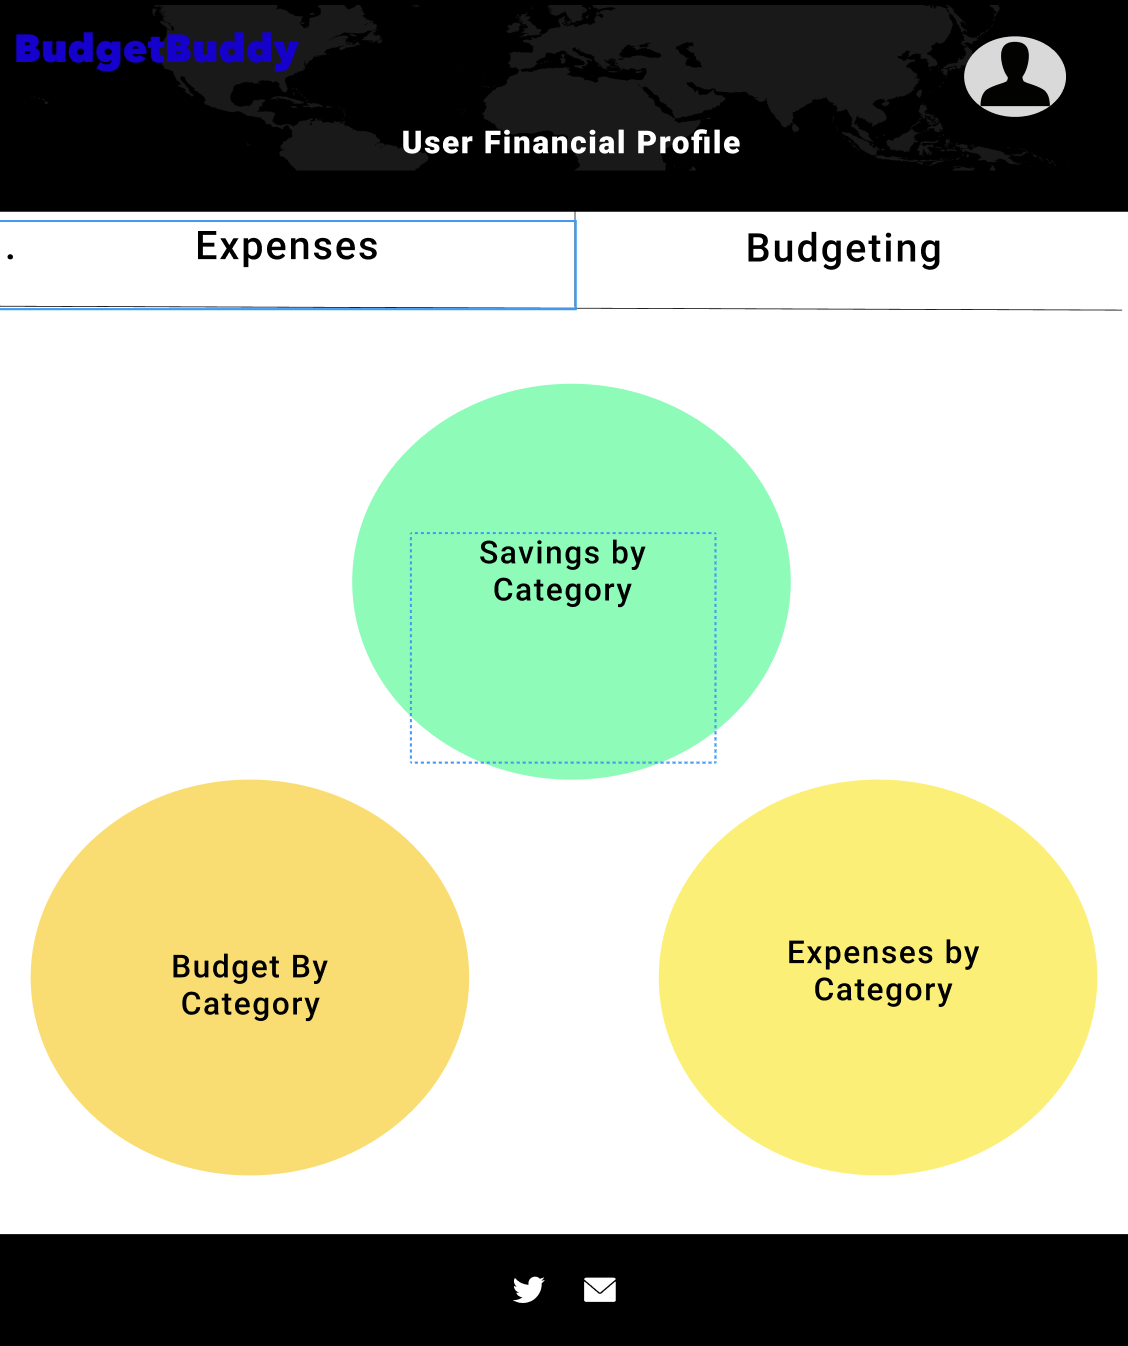 BudgetBuddy
User Financial Profile
. Expenses
Budgeting
Savings by
Category
Budget By
Category
Expenses by
Category